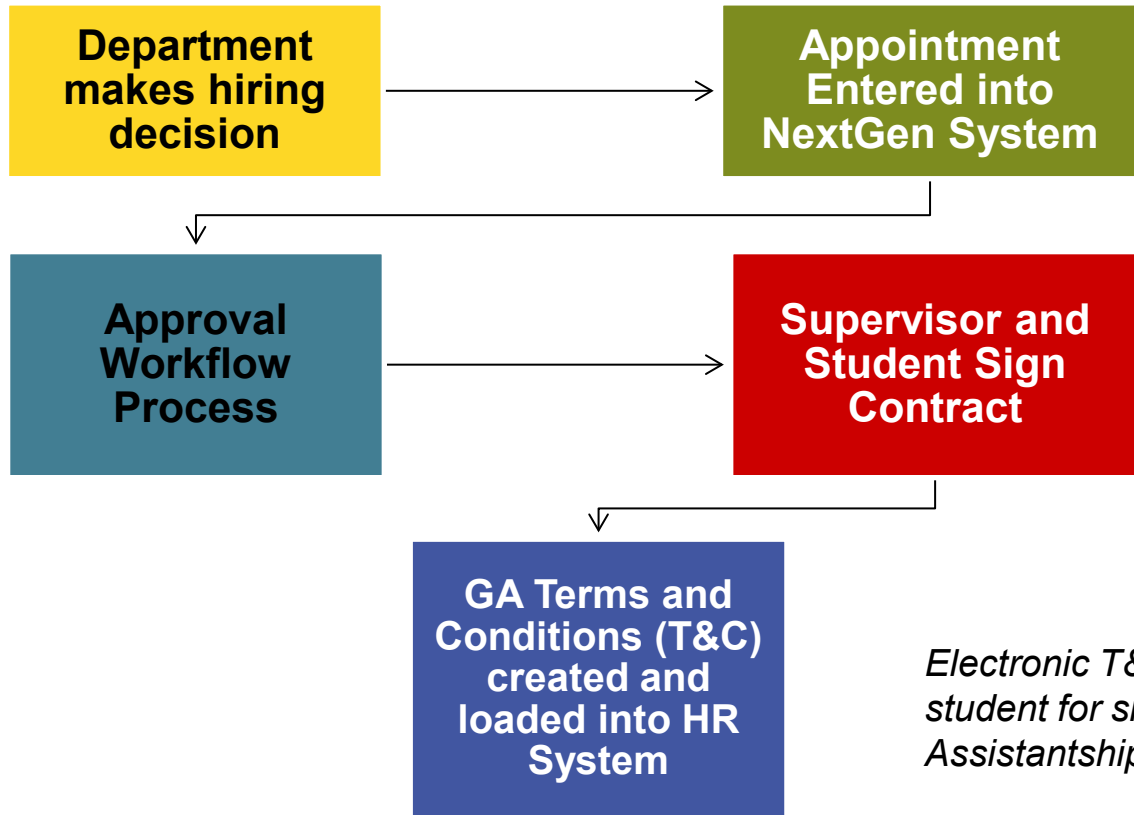 Department
makes hiring
decision
Appointment
Entered into
NextGen System
Approval
Workflow
Process
Supervisor and
Student Sign
Contract
GA Terms and
Conditions (T&C)
created and
loaded into HR
System
Electronic
student for
Assistantship